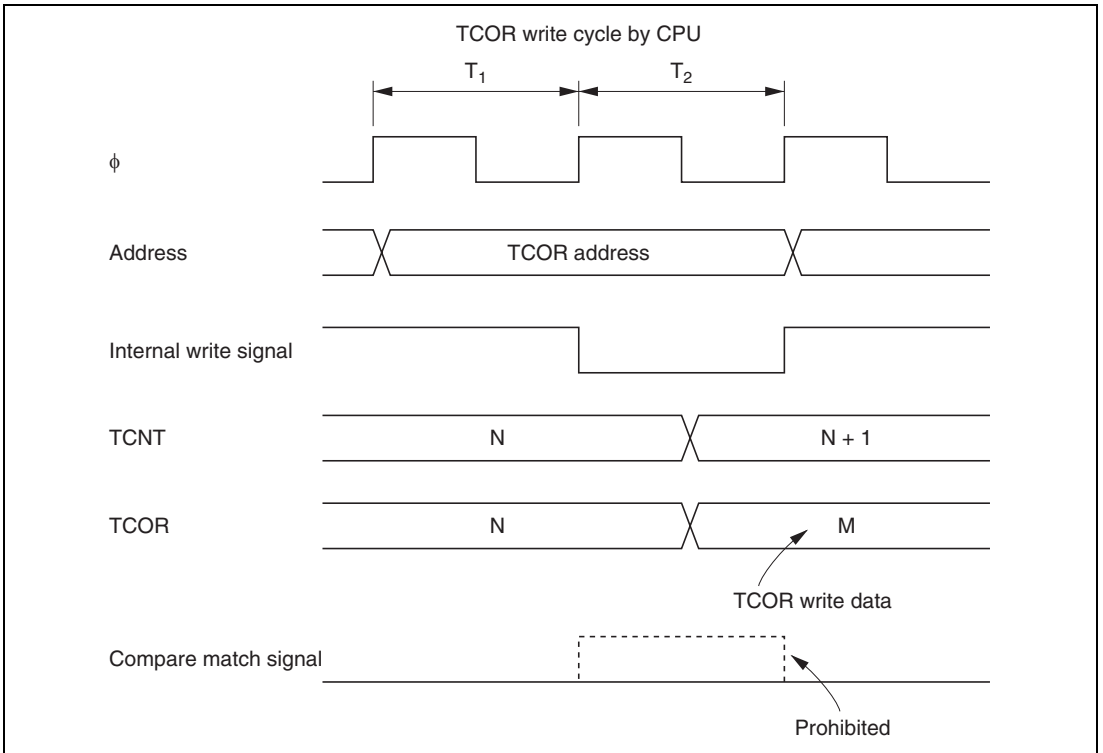 TCOR write cycle by CPU
T1 T2
ϕ
Address TCOR address
Internal write signal
TCNT N N + 1
TCOR N M
TCOR write data
Compare match signal
Prohibited